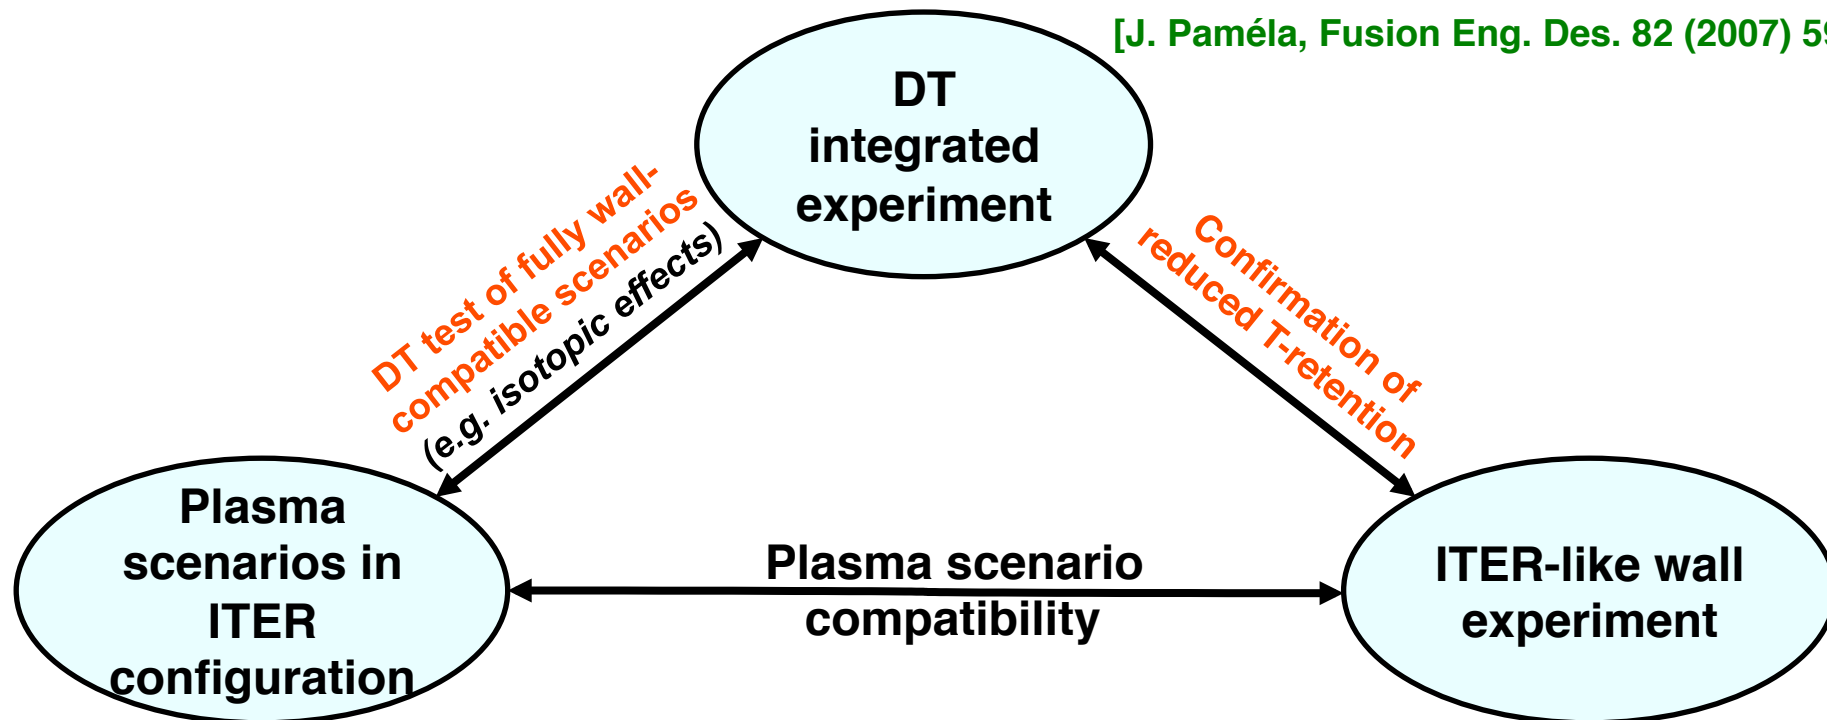 [J. Paméla, Fusion Eng. Des. 82 (2007) 59
DT
integrated
experiment
DT test of fully wall-
compatible scenarios
(e.g. isotopic effects)
Confirmation of
reduced T-retention
Plasma
scenarios in
ITER
configuration
Plasma scenario
compatibility
ITER-like wall
experiment